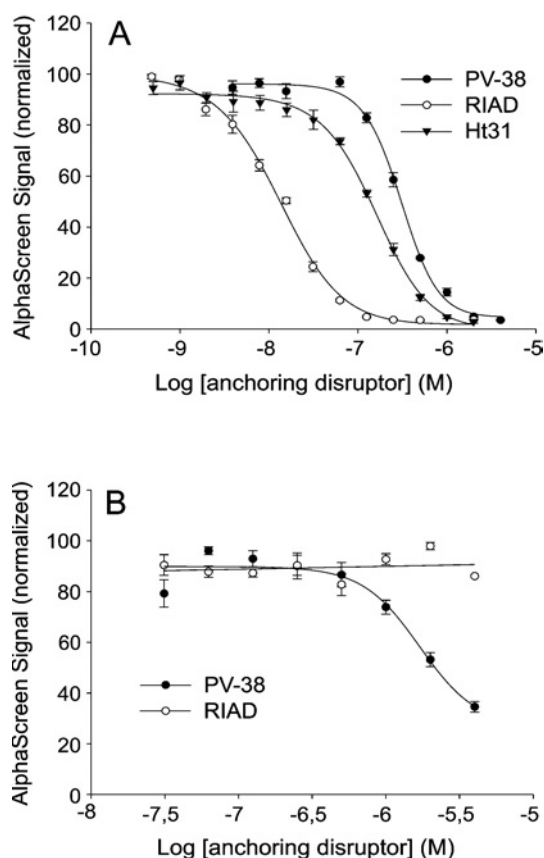 A
AlphaScreen Signal (normalized)
120
100
80
60
40
20
0
PV-38
RIAD
Ht31
-10 -9 -8 -7 -6 -5
Log [anchoring disruptor] (M)
B
AlphaScreen Signal (normalized)
120
100
80
60
40
20
0
PV-38
RIAD
-8 -7,5 -7 -6,5 -6 -5,5 -5
Log [anchoring disruptor] (M)